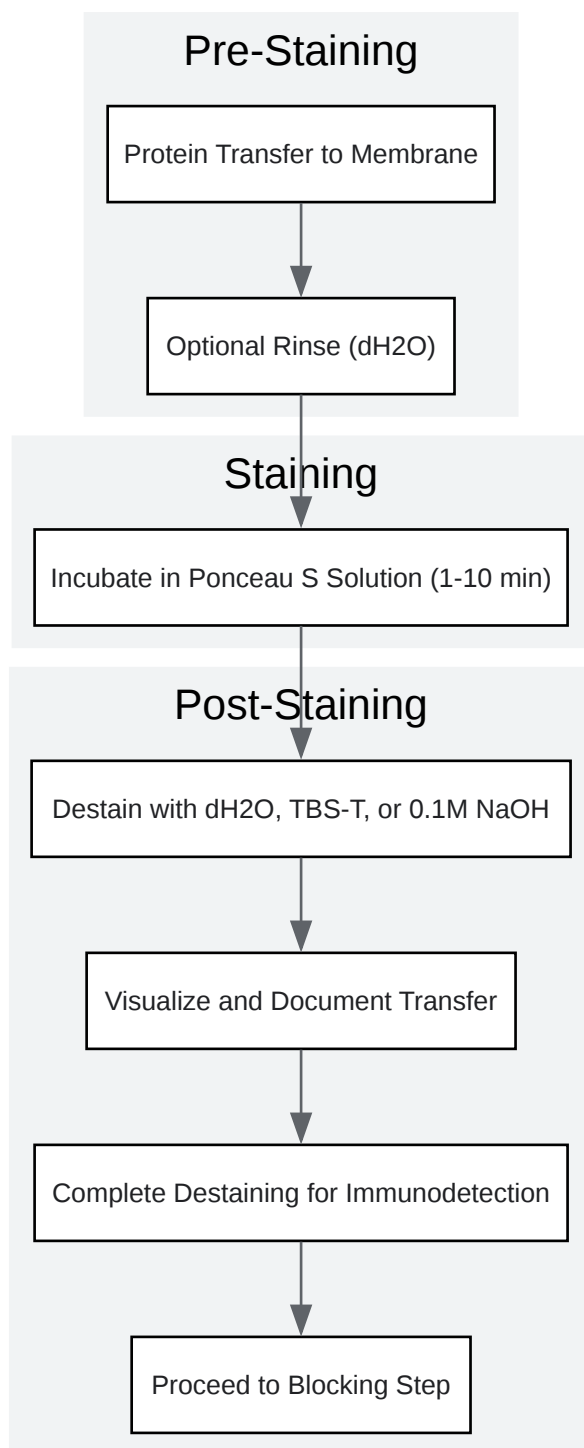 Pre-Staining
Protein Transfer to Membrane
Optional Rinse (dH2O)
Staining
Incubate in Ponceau S Solution (1-10 min)
Post-Staining
Destain with dH2O, TBS-T, or 0.1M NaOH
Visualize and Document Transfer
Complete Destaining for Immunodetection
Proceed to Blocking Step